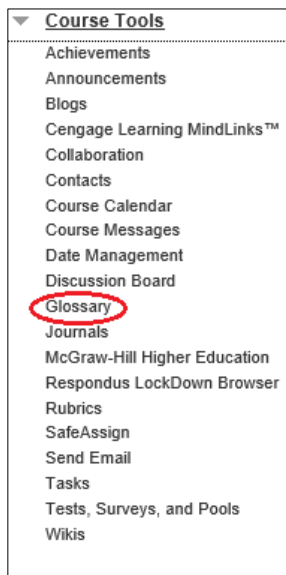 Course Tools
Achievements
Announcements
Blogs
Cengage Learning MindLinks™
Collaboration
Contacts
Course Calendar
Course Messages
Date Management
Discussion Board
Glossary
Journals
McGraw-Hill Higher Education
Respondus LockDown Browser
Rubrics
SafeAssign
Send Email
Tasks
Tests, Surveys, and Pools
Wikis